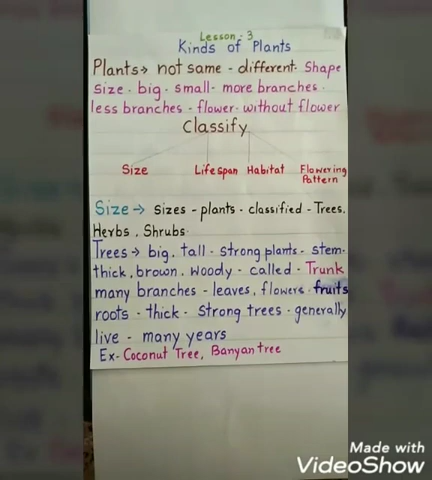 Lesson : 3
Kinds of Plants
Plants→ not same - different. Shape
Size - big - small - more branches -
less branches - flower - without flower
Classify
Size Lifespan Habitat Flowering Pattern
Size → Sizes - plants - classified - Trees,
Herbs, Shrubs.
Trees → big, tall - strong plants - stem-
thick, brown, woody - called - Trunk
many branches - leaves, flowers - fruits
roots - thick - Strong trees - generally
live - many years
Ex- Coconut Tree, Banyan tree
Made with
VideoShow